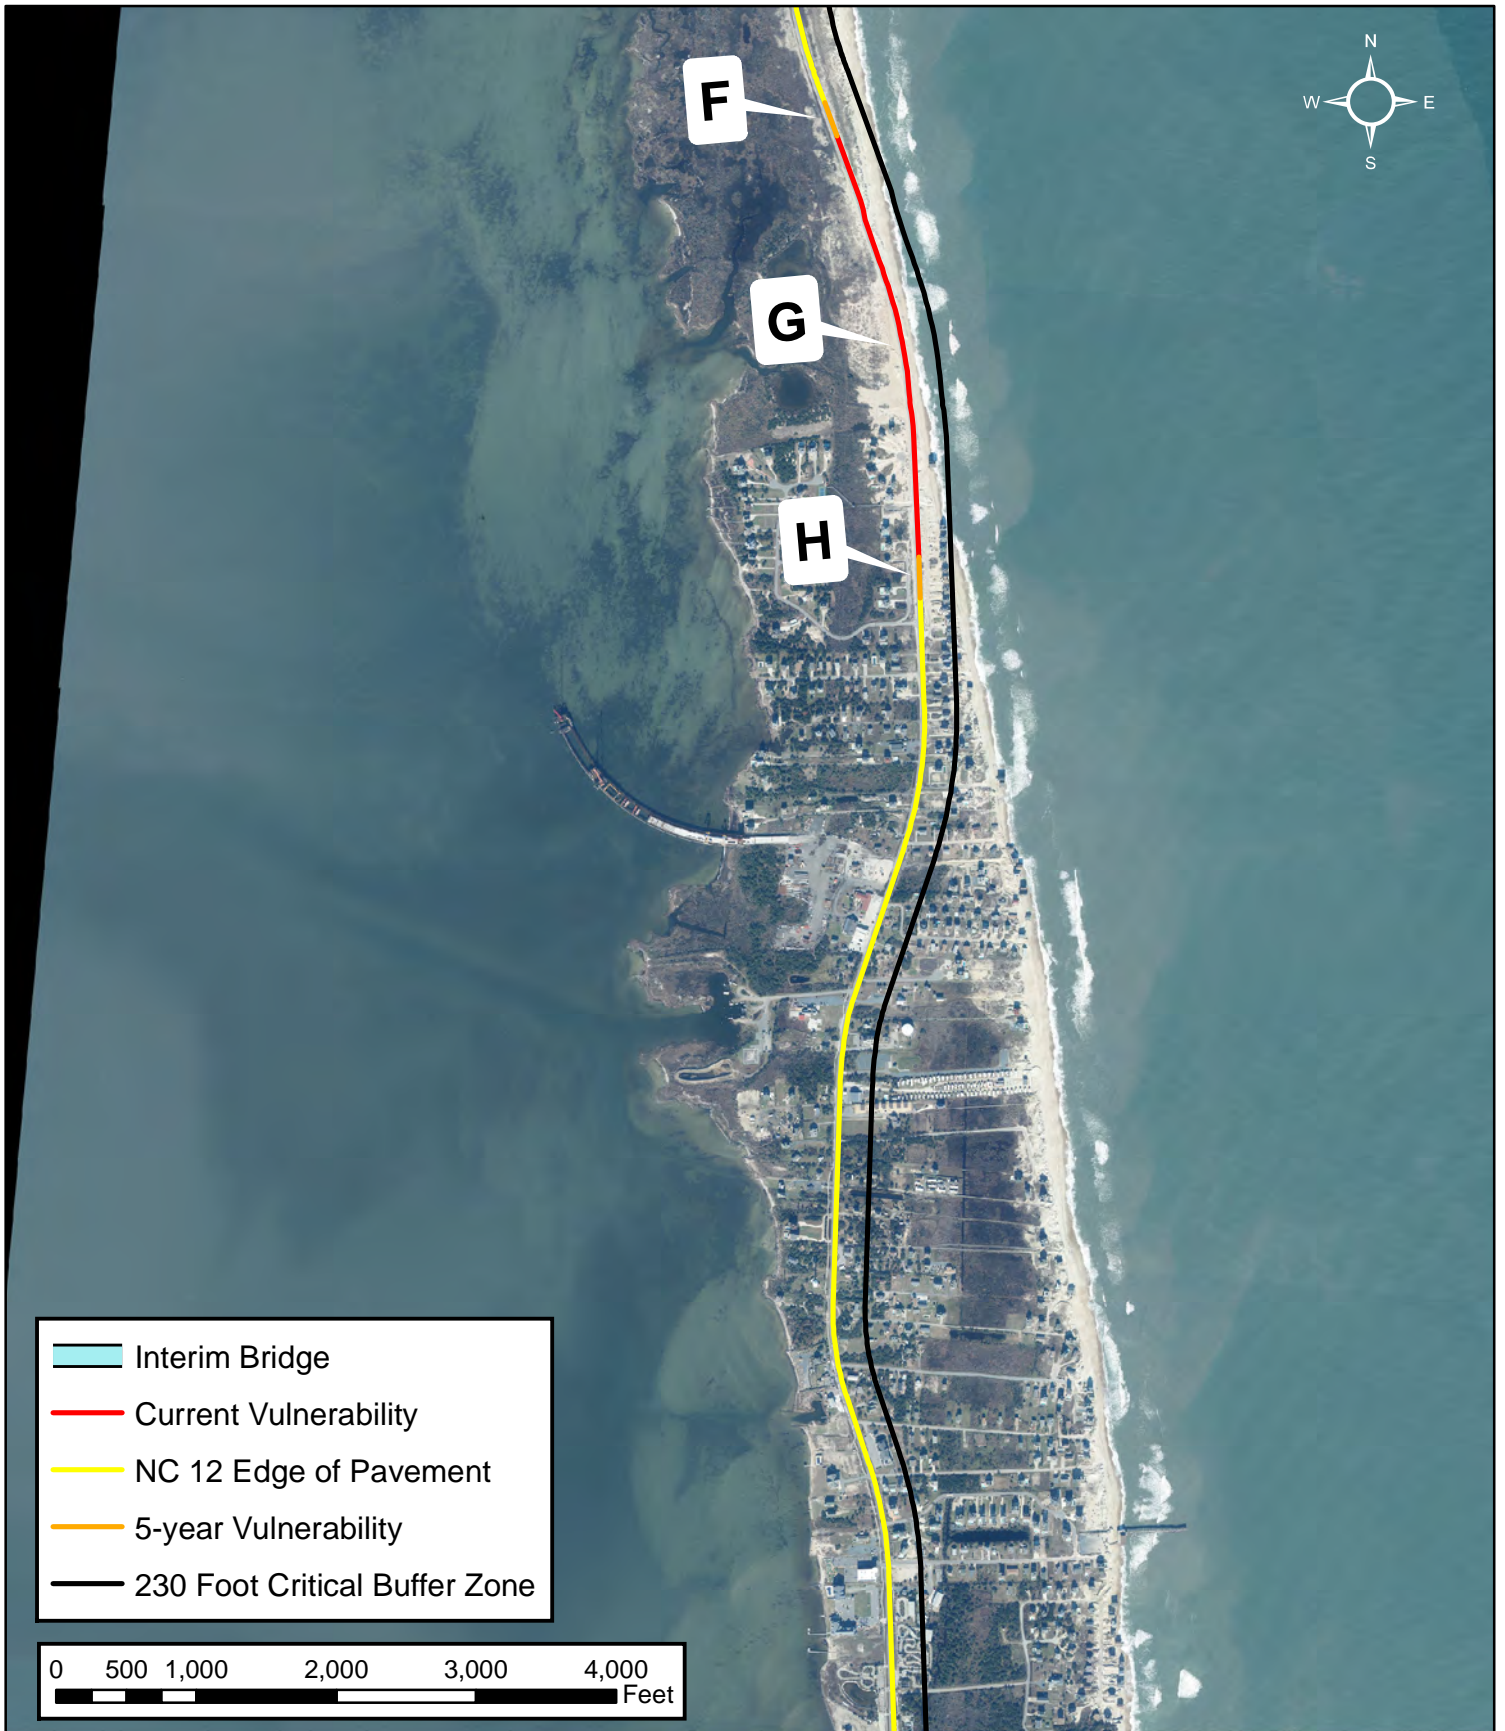 N
W E
S
F
G
H
Interim Bridge
Current Vulnerability
NC 12 Edge of Pavement
5-year Vulnerability
230 Foot Critical Buffer Zone
0 500 1,000 2,000 3,000 4,000
Feet